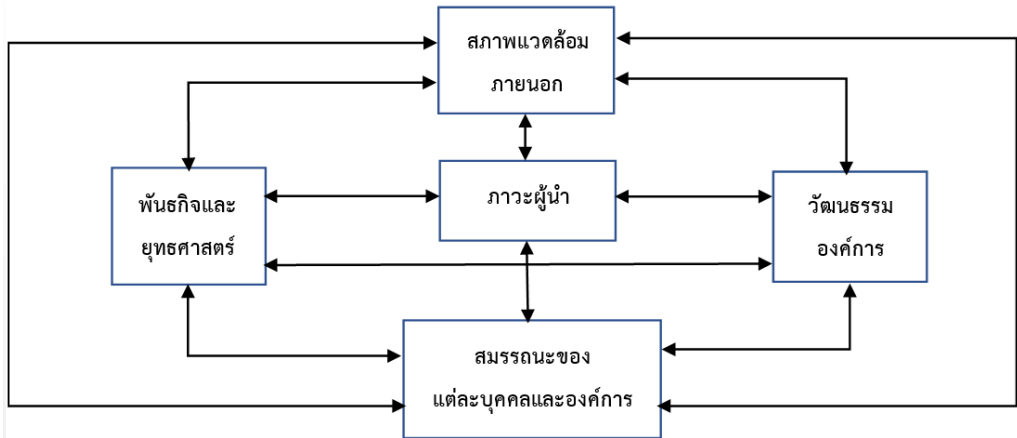 สภาพแวดล้อม
ภายนอก
พันธกิจและ
ยุทธศาสตร์
ภาวะผู้นำ
วัฒนธรรม
องค์การ
สมรรถนะของ
แต่ละบุคคลและองค์การ